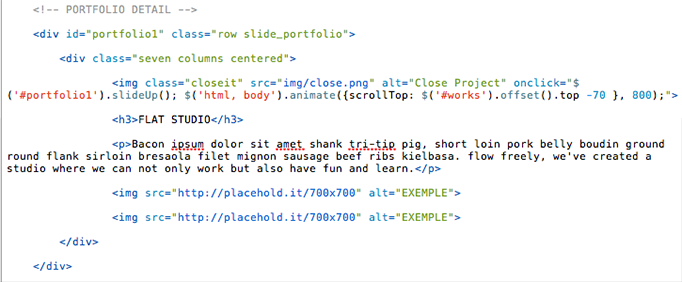 <!-- PORTFOLIO DETAIL -->
<div id="portfolio1" class="row slide_portfolio">
<div class="seven columns centered">
<img class="closeit" src="img/close.png" alt="Close Project" onclick="$
('#portfolio1').slideUp(); $('html, body').animate({scrollTop: $('#works').offset().top -70 }, 800);">
<h3>FLAT STUDIO</h3>
<p>Bacon ipsum dolor sit amet shank tri-tip pig, short loin pork belly boudin ground
round flank sirloin bresaola filet mignon sausage beef ribs kielbasa. flow freely, we've created a
studio where we can not only work but also have fun and learn.</p>
<img src="http://placehold.it/700x700" alt="EXEMPLE">
<img src="http://placehold.it/700x700" alt="EXEMPLE">
</div>
</div>